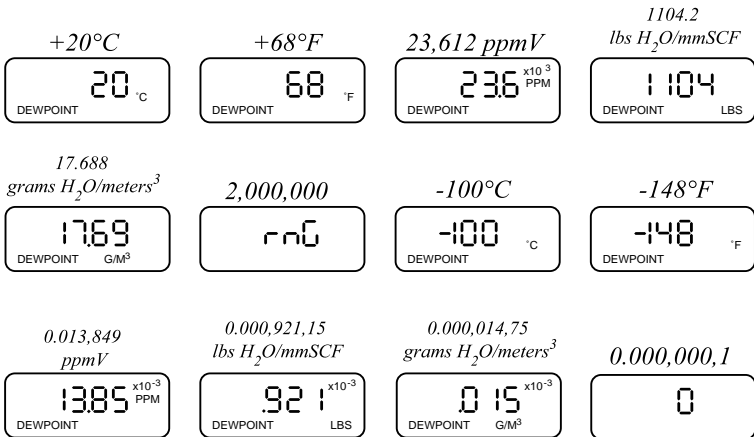 +20°C
20 °C
DEWPOINT
+68°F
68 °F
DEWPOINT
23,612 ppmV
23.6 x10 3
PPM
DEWPOINT
1104.2
lbs H2O/mmSCF
1104
DEWPOINT LBS
17.688
grams H2O/meters3
17.69
DEWPOINT G/M3
2,000,000
rnG
-100°C
-100 °C
DEWPOINT
-148°F
-148 °F
DEWPOINT
0.013,849
ppmV
13.85 x10-3
PPM
DEWPOINT
0.000,921,15
lbs H2O/mmSCF
.921 x10-3
DEWPOINT LBS
0.000,014,75
grams H2O/meters3
.015 x10-3
DEWPOINT G/M3
0.000,000,1
0